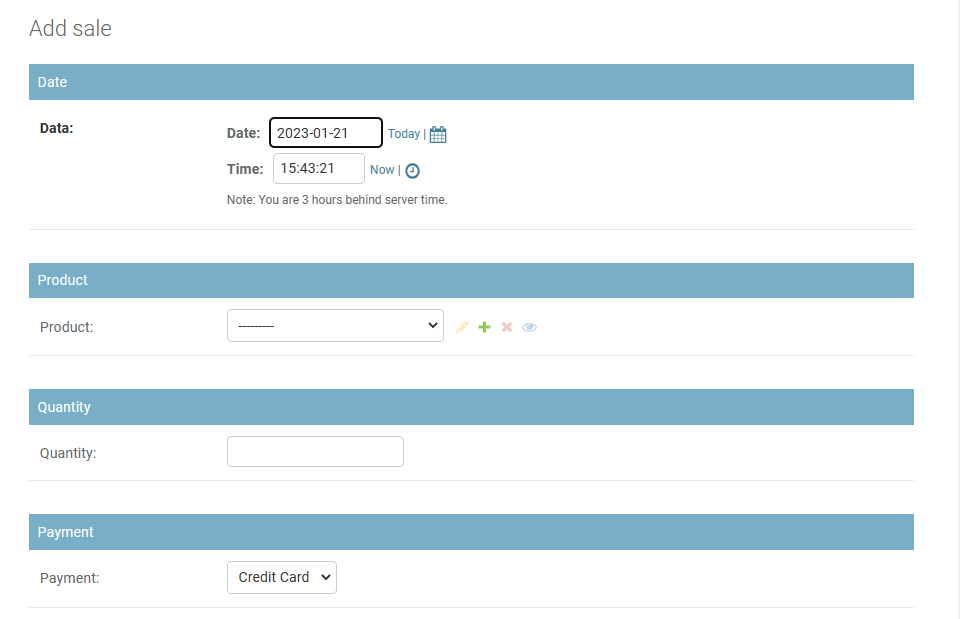 Add sale
Date
Data:
Date: 2023-01-21 Today |
Time: 15:43:21 Now |
Note: You are 3 hours behind server time.
Product
Product: ---------
Quantity
Quantity:
Payment
Payment: Credit Card